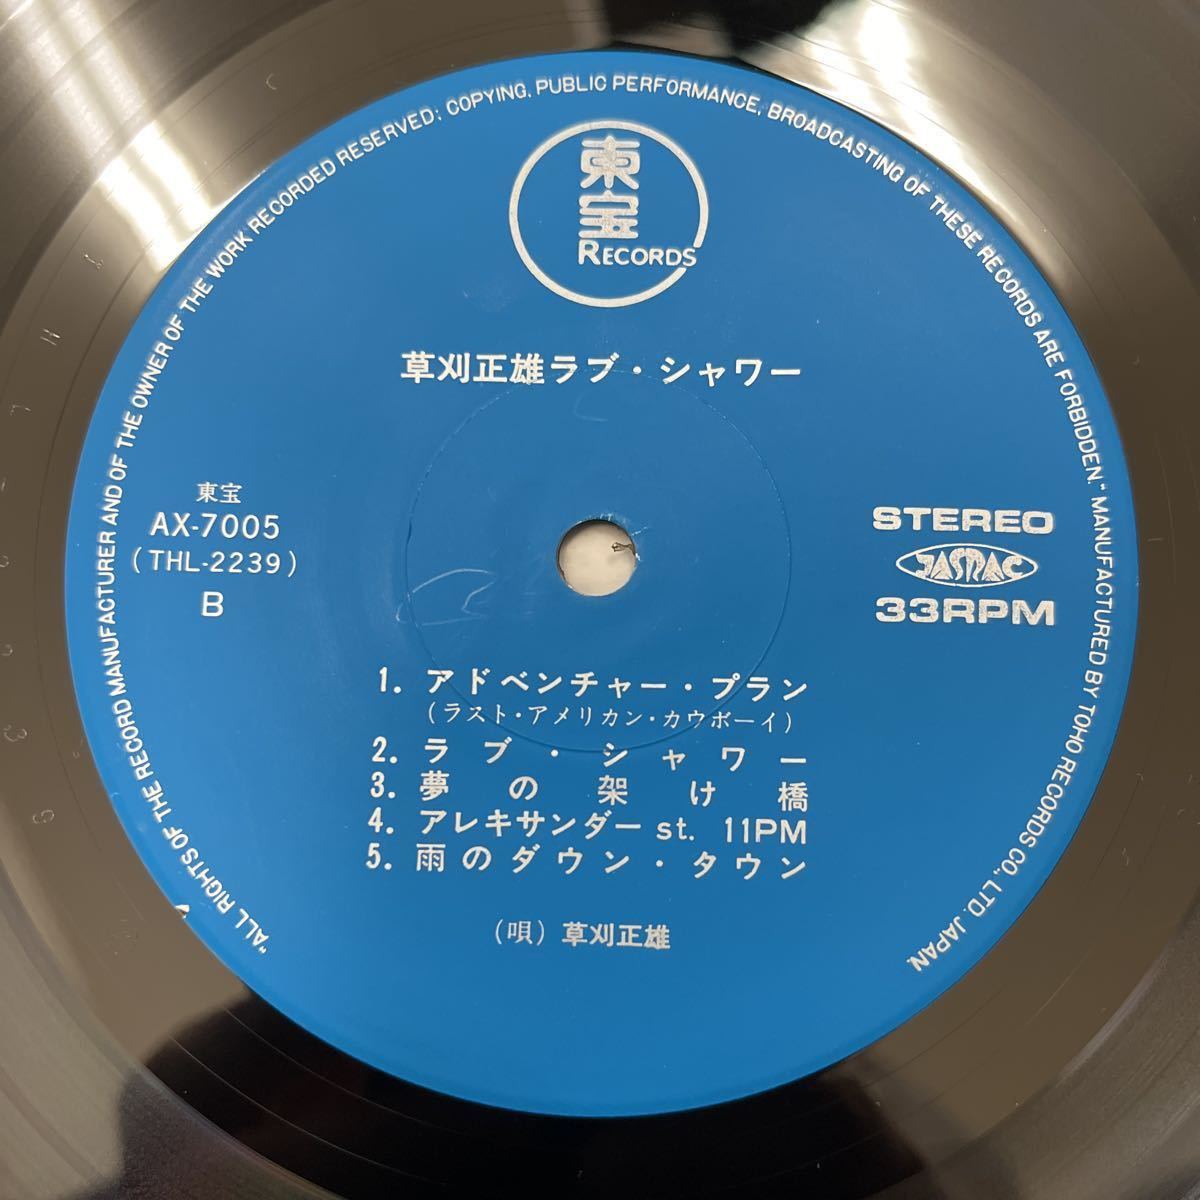 "ALL RIGHTS OF THE RECORD MANUFACTURER AND OF THE OWNER OF THE WORK RECORDED RESERVED; COPYING, PUBLIC PERFORMANCE, BROADCASTING OF THESE RECORDS ARE FORBIDDEN." MANUFACTURED BY TOHO RECORDS CO., LTD. JAPAN.
東宝
RECORDS
草刈正雄ラブ・シャワー
東宝
AX-7005
(THL-2239)
B
STEREO
JASRAC
33RPM
1. アドベンチャー・プラン
(ラスト・アメリカン・カウボーイ)
2. ラブ・シャワー
3. 夢の架け橋
4. アレキサンダー st. 11PM
5. 雨のダウン・タウン
(唄) 草刈正雄